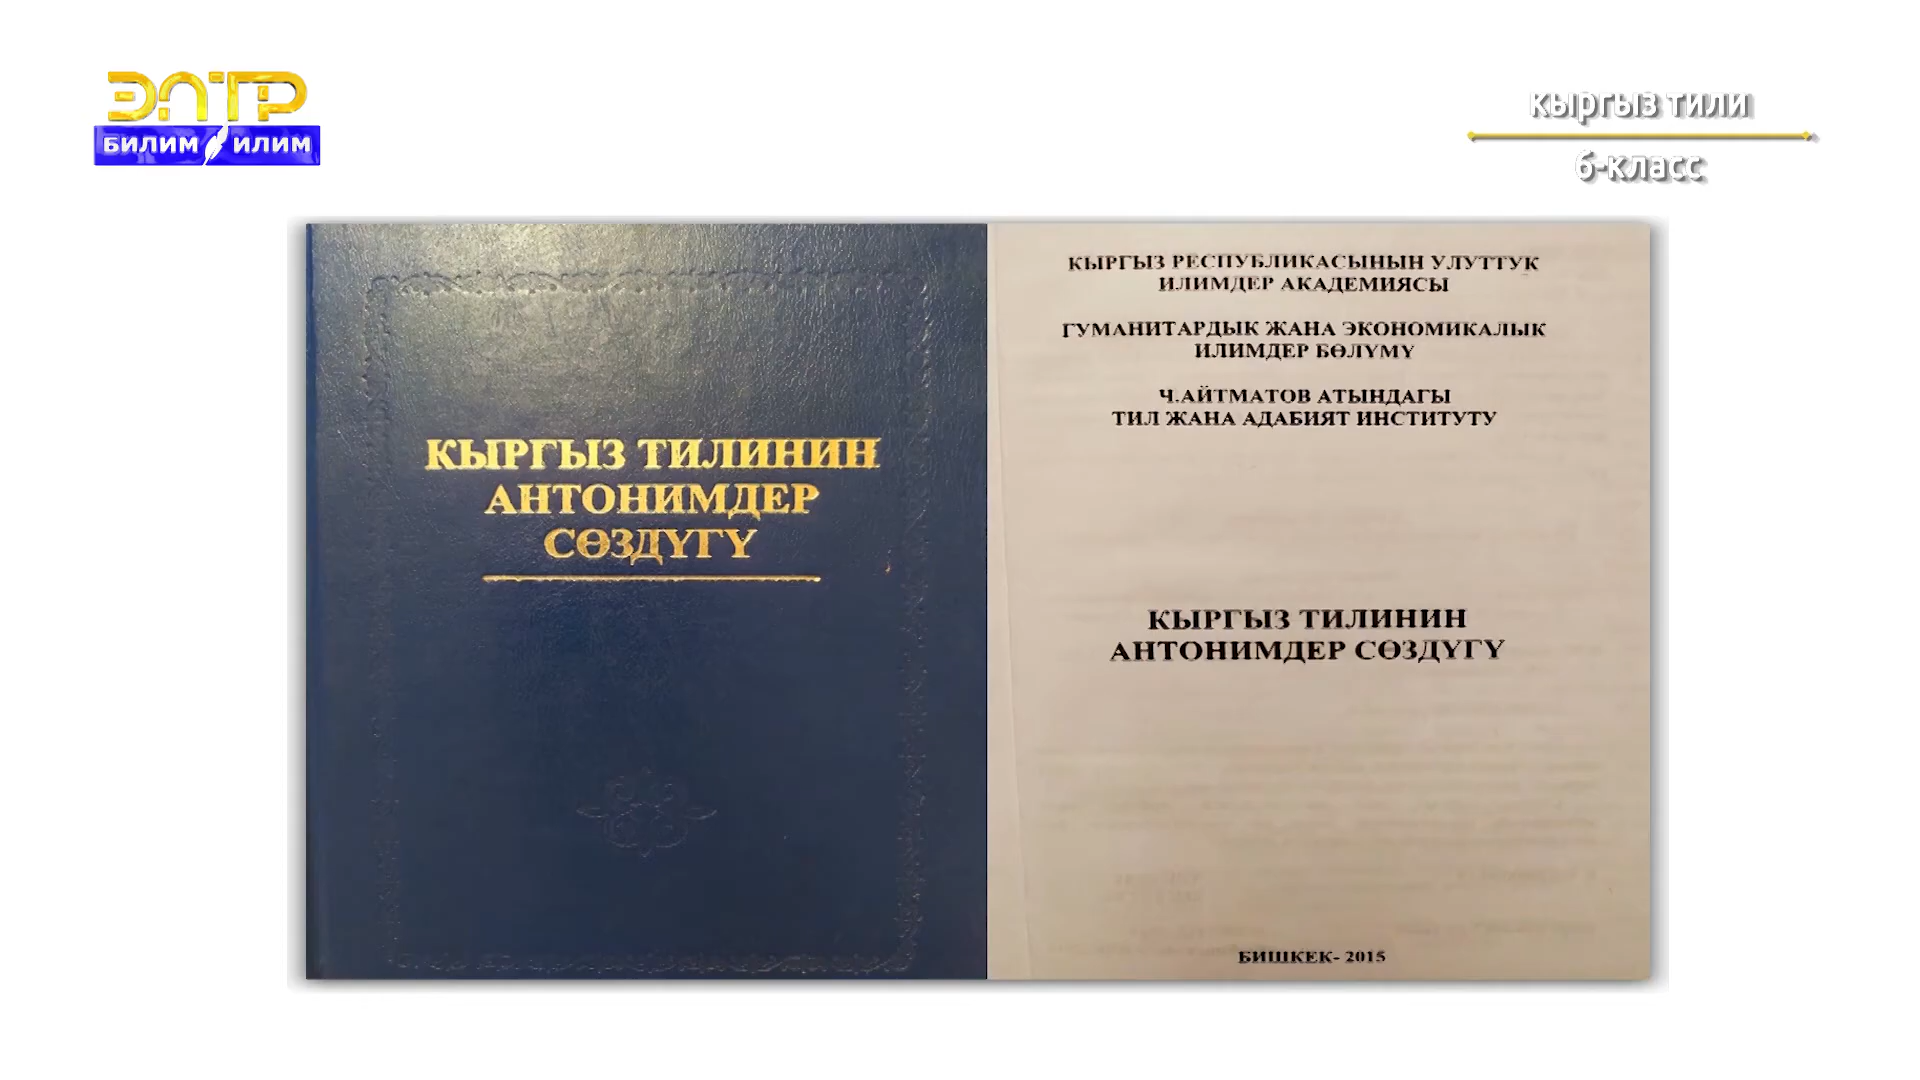 ЭЛТР
БИЛИМ ИЛИМ
кыргыз тили
6-класс
КЫРГЫЗ ТИЛИНИН
АНТОНИМДЕР
СӨЗДҮГҮ
КЫРГЫЗ РЕСПУБЛИКАСЫНЫН УЛУТТУК
ИЛИМДЕР АКАДЕМИЯСЫ
ГУМАНИТАРДЫК ЖАНА ЭКОНОМИКАЛЫК
ИЛИМДЕР БӨЛҮМҮ
Ч.АЙТМАТОВ АТЫНДАГЫ
ТИЛ ЖАНА АДАБИЯТ ИНСТИТУТУ
КЫРГЫЗ ТИЛИНИН
АНТОНИМДЕР СӨЗДҮГҮ
БИШКЕК- 2015